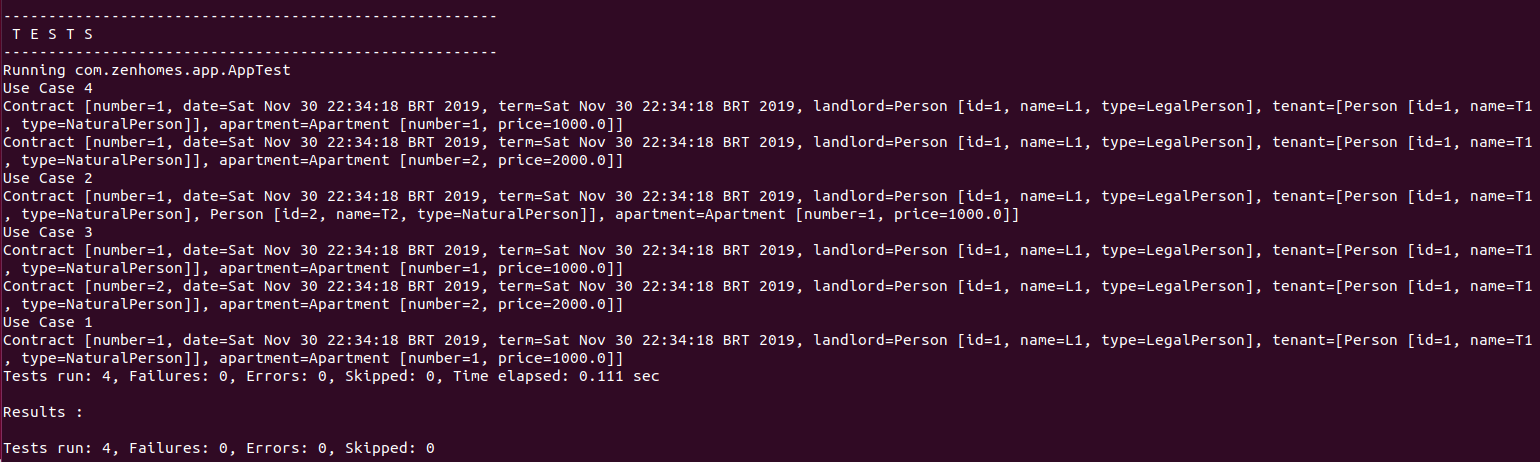 -------------------------------------------------------
 T E S T S
-------------------------------------------------------
Running com.zenhomes.app.AppTest
Use Case 4
Contract [number=1, date=Sat Nov 30 22:34:18 BRT 2019, term=Sat Nov 30 22:34:18 BRT 2019, landlord=Person [id=1, name=L1, type=LegalPerson], tenant=[Person [id=1, name=T1
, type=NaturalPerson]], apartment=Apartment [number=1, price=1000.0]]
Contract [number=1, date=Sat Nov 30 22:34:18 BRT 2019, term=Sat Nov 30 22:34:18 BRT 2019, landlord=Person [id=1, name=L1, type=LegalPerson], tenant=[Person [id=1, name=T1
, type=NaturalPerson]], apartment=Apartment [number=2, price=2000.0]]
Use Case 2
Contract [number=1, date=Sat Nov 30 22:34:18 BRT 2019, term=Sat Nov 30 22:34:18 BRT 2019, landlord=Person [id=1, name=L1, type=LegalPerson], tenant=[Person [id=1, name=T1
, type=NaturalPerson], Person [id=2, name=T2, type=NaturalPerson]], apartment=Apartment [number=1, price=1000.0]]
Use Case 3
Contract [number=1, date=Sat Nov 30 22:34:18 BRT 2019, term=Sat Nov 30 22:34:18 BRT 2019, landlord=Person [id=1, name=L1, type=LegalPerson], tenant=[Person [id=1, name=T1
, type=NaturalPerson]], apartment=Apartment [number=1, price=1000.0]]
Contract [number=2, date=Sat Nov 30 22:34:18 BRT 2019, term=Sat Nov 30 22:34:18 BRT 2019, landlord=Person [id=1, name=L1, type=LegalPerson], tenant=[Person [id=1, name=T1
, type=NaturalPerson]], apartment=Apartment [number=2, price=2000.0]]
Use Case 1
Contract [number=1, date=Sat Nov 30 22:34:18 BRT 2019, term=Sat Nov 30 22:34:18 BRT 2019, landlord=Person [id=1, name=L1, type=LegalPerson], tenant=[Person [id=1, name=T1
, type=NaturalPerson]], apartment=Apartment [number=1, price=1000.0]]
Tests run: 4, Failures: 0, Errors: 0, Skipped: 0, Time elapsed: 0.111 sec

Results :

Tests run: 4, Failures: 0, Errors: 0, Skipped: 0